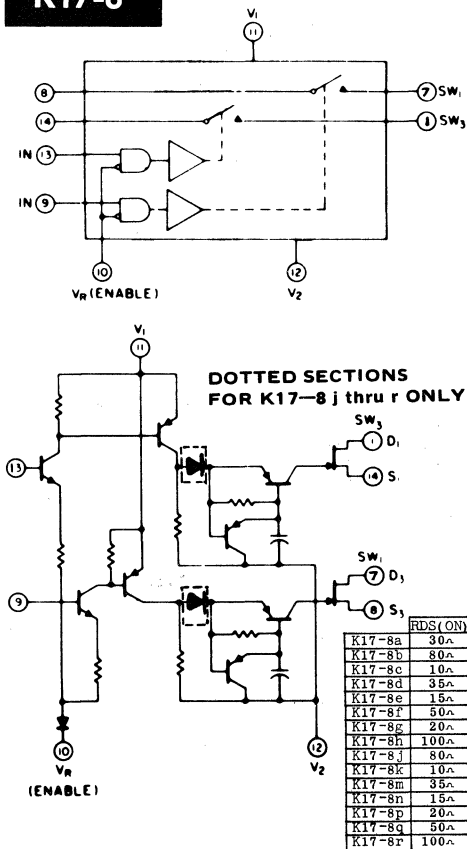 K17-8
V₁
11
8
7 SW₁
14
1 SW₃
IN 13
IN 9
10
VR (ENABLE)
12
V₂
V₁
11
DOTTED SECTIONS
FOR K17-8 j thru r ONLY
SW₃
1 D₁
13
14 S₁
SW₁
7 D₃
9
8 S₃
10
VR
(ENABLE)
12
V₂
RDS(ON)
K17-8a 30Ω
K17-8b 80Ω
K17-8c 10Ω
K17-8d 35Ω
K17-8e 15Ω
K17-8f 50Ω
K17-8g 20Ω
K17-8h 100Ω
K17-8j 80Ω
K17-8k 10Ω
K17-8m 35Ω
K17-8n 15Ω
K17-8p 20Ω
K17-8q 50Ω
K17-8r 100Ω